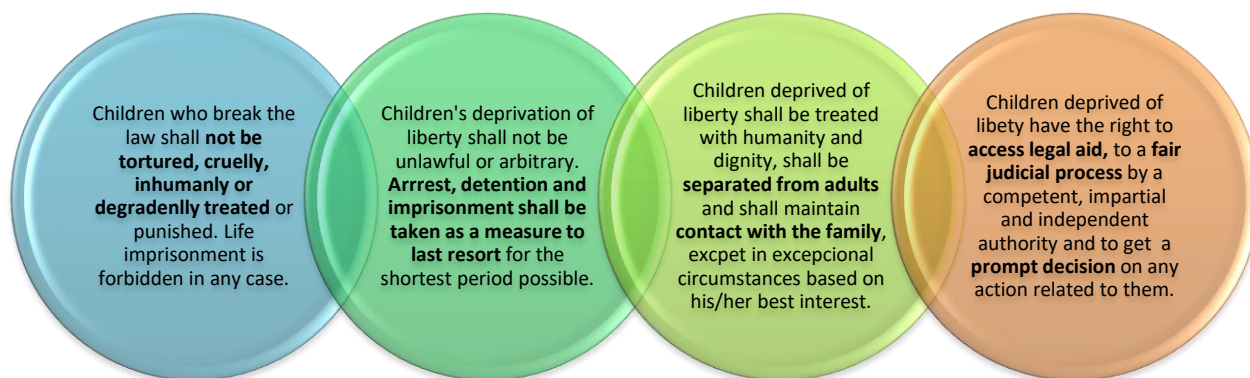 Children who break the
law shall not be
tortured, cruelly,
inhumanly or
degradenlly treated or
punished. Life
imprisonment is
forbidden in any case.
Children's deprivation of
liberty shall not be
unlawful or arbitrary.
Arrrest, detention and
imprisonment shall be
taken as a measure to
last resort for the
shortest period possible.
Children deprived of
liberty shall be treated
with humanity and
dignity, shall be
separated from adults
and shall maintain
contact with the family,
excpet in excepcional
circumstances based on
his/her best interest.
Children deprived of
libety have the right to
access legal aid, to a fair
judicial process by a
competent, impartial
and independent
authority and to get a
prompt decision on any
action related to them.